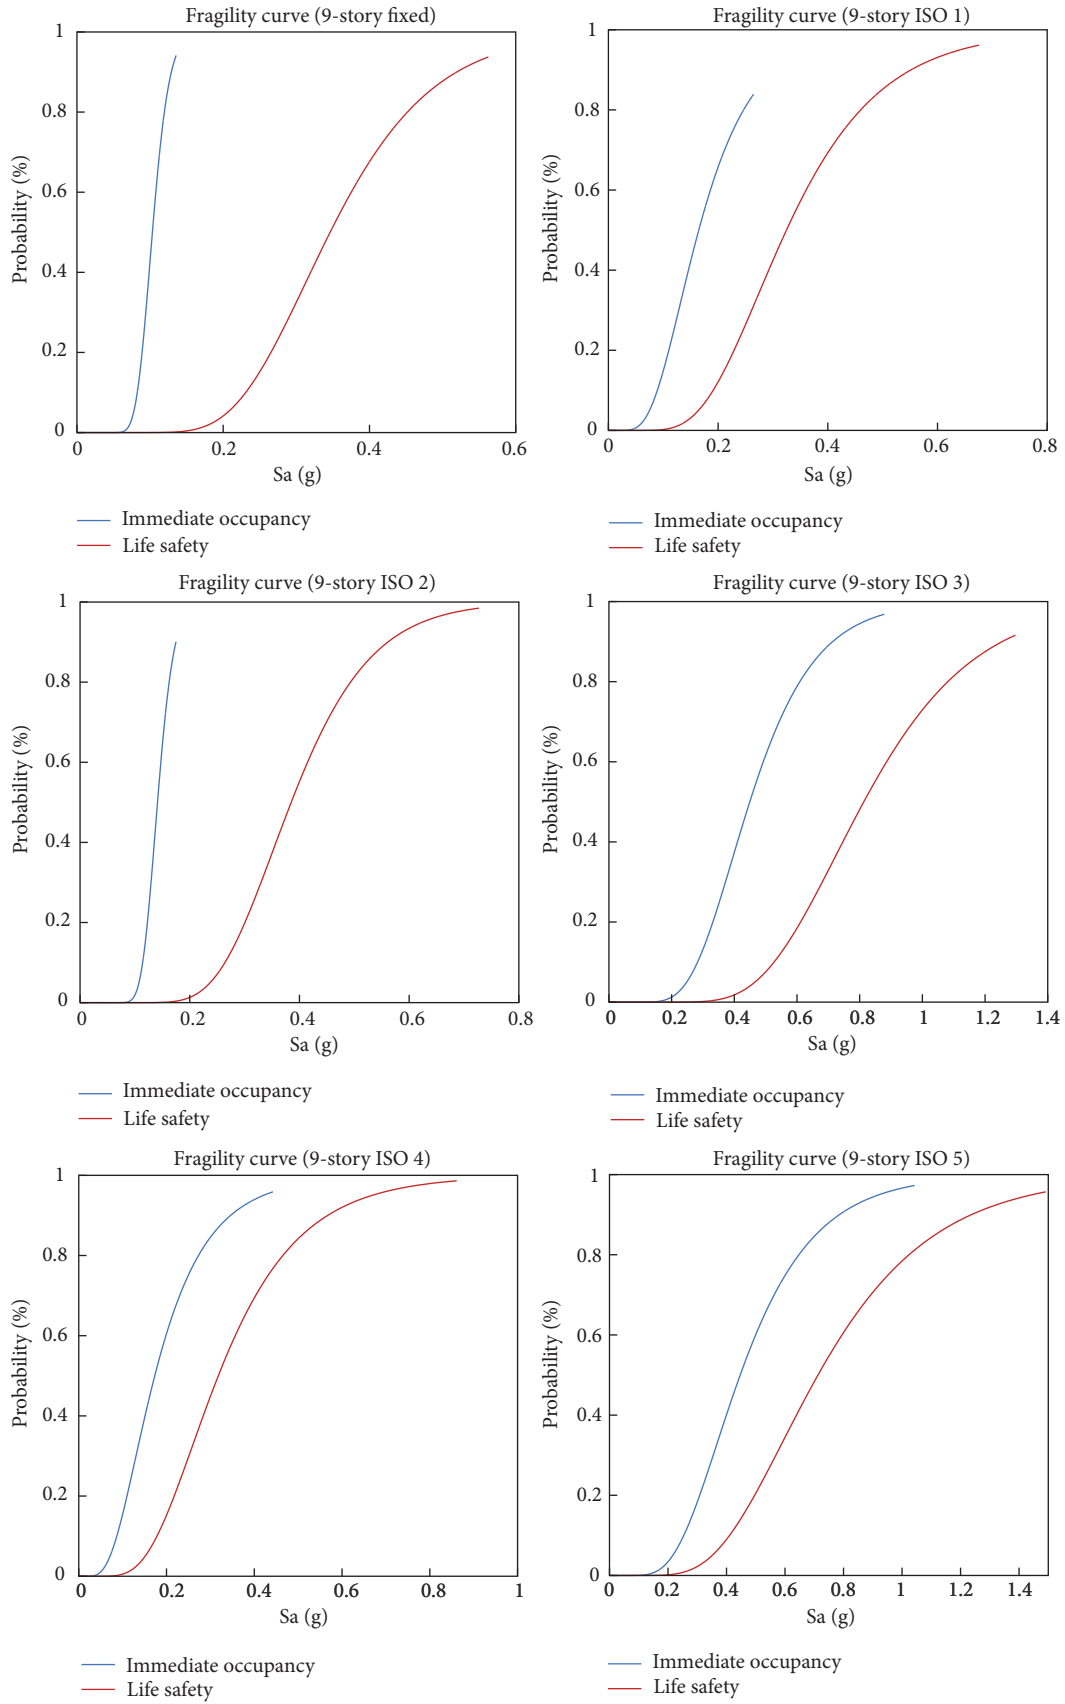 Fragility curve (9-story fixed)
1
0.8
0.6
0.4
0.2
0
Probability (%)
0 0.2 0.4 0.6
Sa (g)
Immediate occupancy
Life safety
Fragility curve (9-story ISO 1)
1
0.8
0.6
0.4
0.2
0
Probability (%)
0 0.2 0.4 0.6 0.8
Sa (g)
Immediate occupancy
Life safety
Fragility curve (9-story ISO 2)
1
0.8
0.6
0.4
0.2
0
Probability (%)
0 0.2 0.4 0.6 0.8
Sa (g)
Immediate occupancy
Life safety
Fragility curve (9-story ISO 3)
1
0.8
0.6
0.4
0.2
0
Probability (%)
0 0.2 0.4 0.6 0.8 1 1.2 1.4
Sa (g)
Immediate occupancy
Life safety
Fragility curve (9-story ISO 4)
1
0.8
0.6
0.4
0.2
0
Probability (%)
0 0.2 0.4 0.6 0.8 1
Sa (g)
Immediate occupancy
Life safety
Fragility curve (9-story ISO 5)
1
0.8
0.6
0.4
0.2
0
Probability (%)
0 0.2 0.4 0.6 0.8 1 1.2 1.4
Sa (g)
Immediate occupancy
Life safety